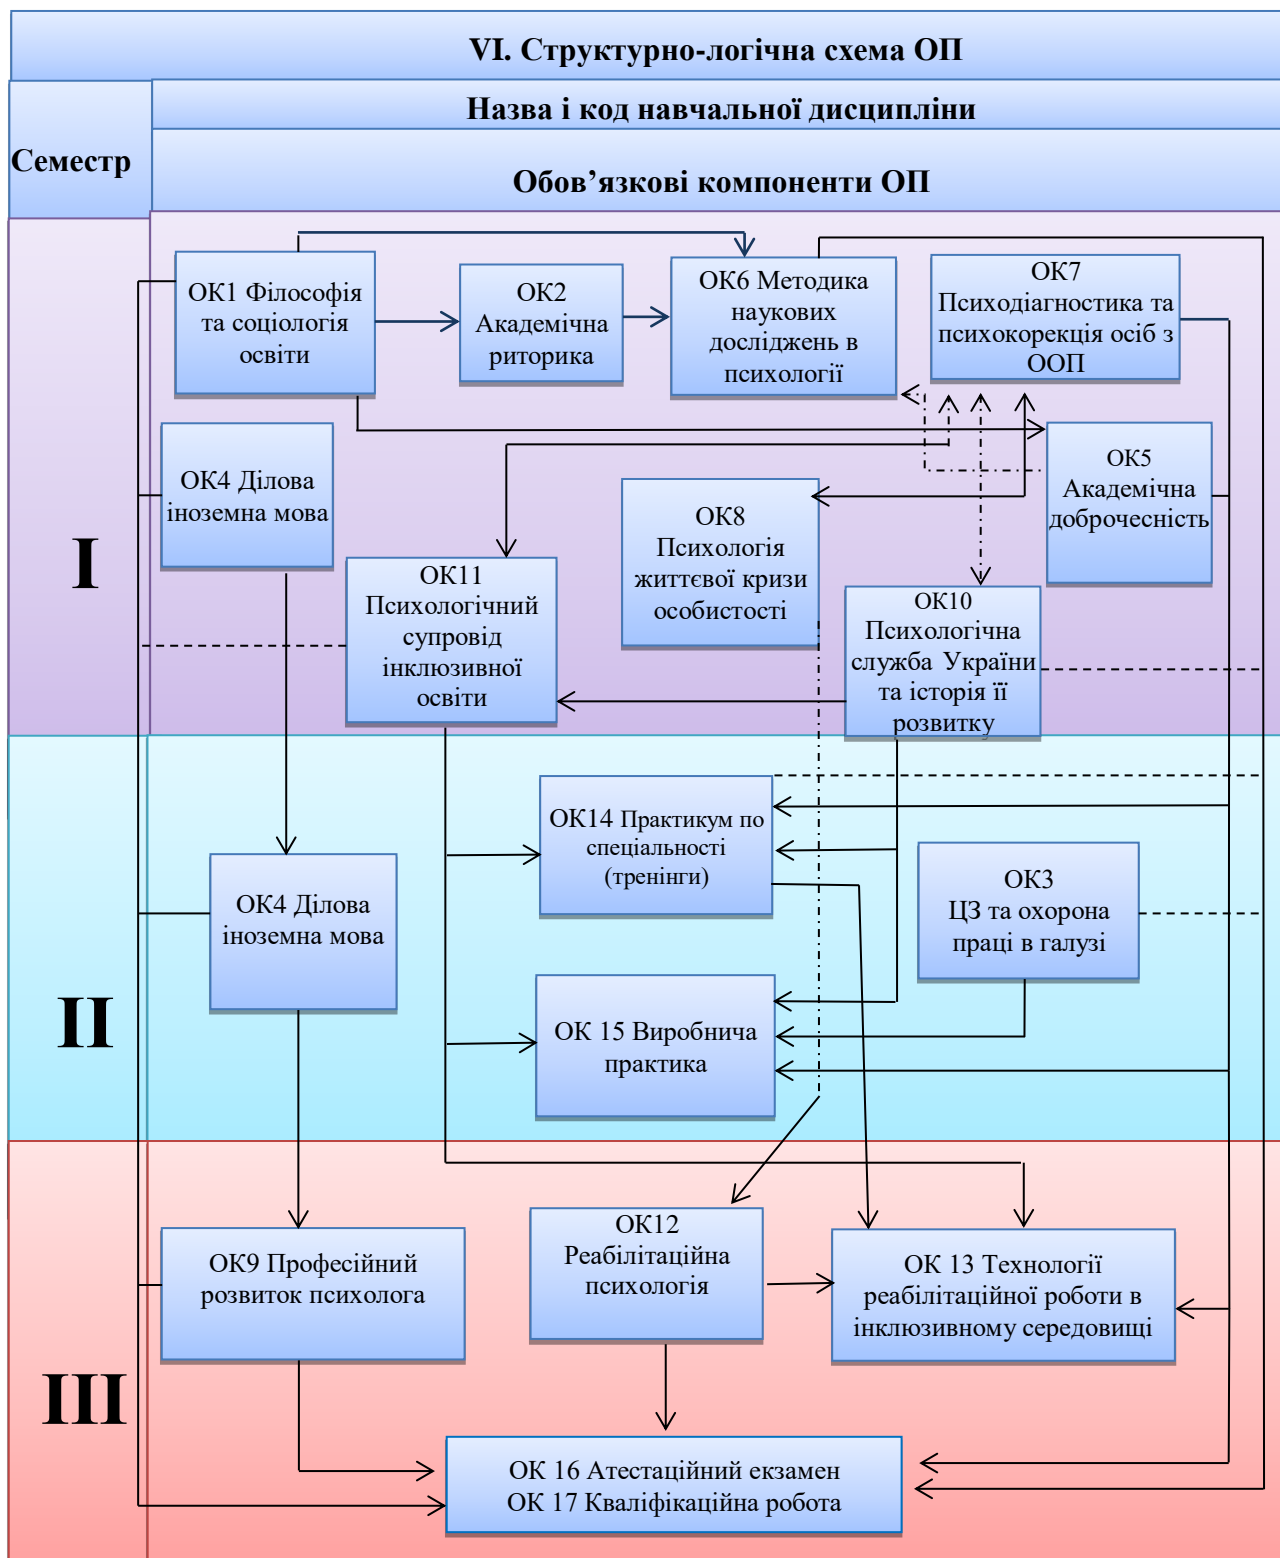 VI. Структурно-логічна схема ОП
Семестр
Назва і код навчальної дисципліни
Обов’язкові компоненти ОП
I
ОК1 Філософія
та соціологія
освіти
ОК2
Академічна
риторика
ОК6 Методика
наукових
досліджень в
психології
ОК7
Психодіагностика та
психокорекція осіб з
ООП
ОК4 Ділова
іноземна мова
ОК5
Академічна
доброчесність
ОК8
Психологія
життєвої кризи
особистості
ОК11
Психологічний
супровід
інклюзивної
освіти
ОК10
Психологічна
служба України
та історія її
розвитку
II
ОК14 Практикум по
спеціальності
(тренінги)
ОК3
ЦЗ та охорона
праці в галузі
ОК4 Ділова
іноземна мова
ОК 15 Виробнича
практика
III
ОК9 Професійний
розвиток психолога
ОК12
Реабілітаційна
психологія
ОК 13 Технології
реабілітаційної роботи в
інклюзивному середовищі
ОК 16 Атестаційний екзамен
ОК 17 Кваліфікаційна робота